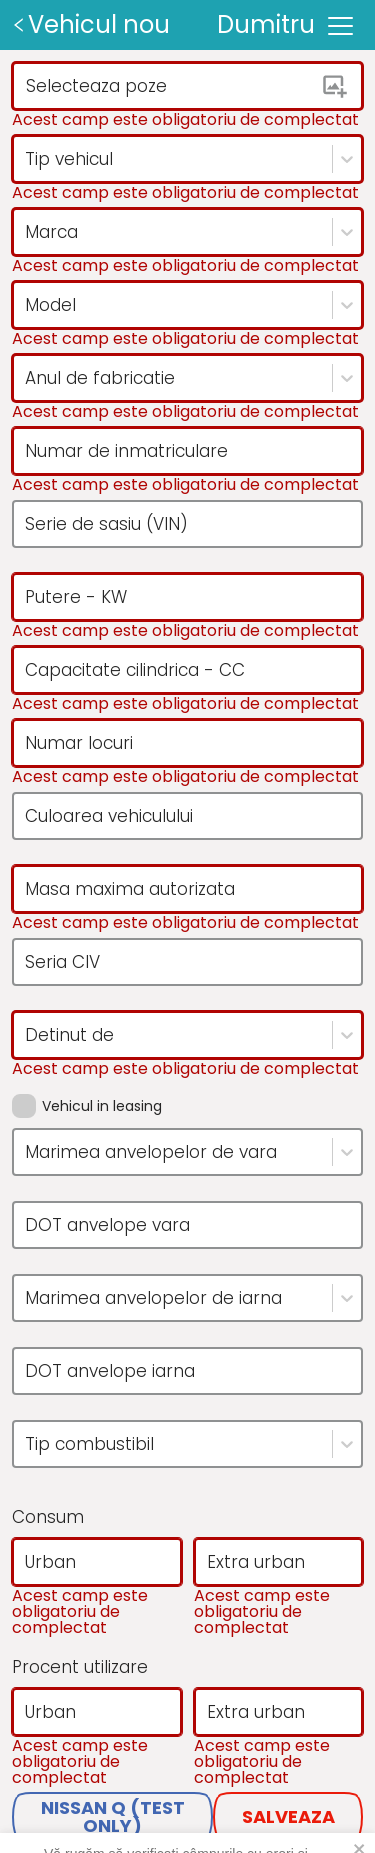 < Vehicul nou Dumitru
Selecteaza poze
Acest camp este obligatoriu de complectat
Tip vehicul
Acest camp este obligatoriu de complectat
Marca
Acest camp este obligatoriu de complectat
Model
Acest camp este obligatoriu de complectat
Anul de fabricatie
Acest camp este obligatoriu de complectat
Numar de inmatriculare
Acest camp este obligatoriu de complectat
Serie de sasiu (VIN)
Putere - KW
Acest camp este obligatoriu de complectat
Capacitate cilindrica - CC
Acest camp este obligatoriu de complectat
Numar locuri
Acest camp este obligatoriu de complectat
Culoarea vehiculului
Masa maxima autorizata
Acest camp este obligatoriu de complectat
Seria CIV
Detinut de
Acest camp este obligatoriu de complectat
Vehicul in leasing
Marimea anvelopelor de vara
DOT anvelope vara
Marimea anvelopelor de iarna
DOT anvelope iarna
Tip combustibil
Consum
Urban Extra urban
Acest camp este Acest camp este
obligatoriu de obligatoriu de
complectat complectat
Procent utilizare
Urban Extra urban
Acest camp este Acest camp este
obligatoriu de obligatoriu de
complectat complectat
NISSAN Q (TEST SALVEAZA
ONLY)
Vă rugăm să verificați câmpurile cu erori și